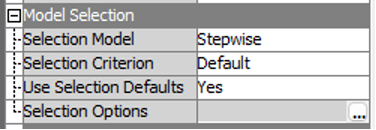 Model Selection
Selection Model Stepwise
Selection Criterion Default
Use Selection Defaults Yes
Selection Options ...